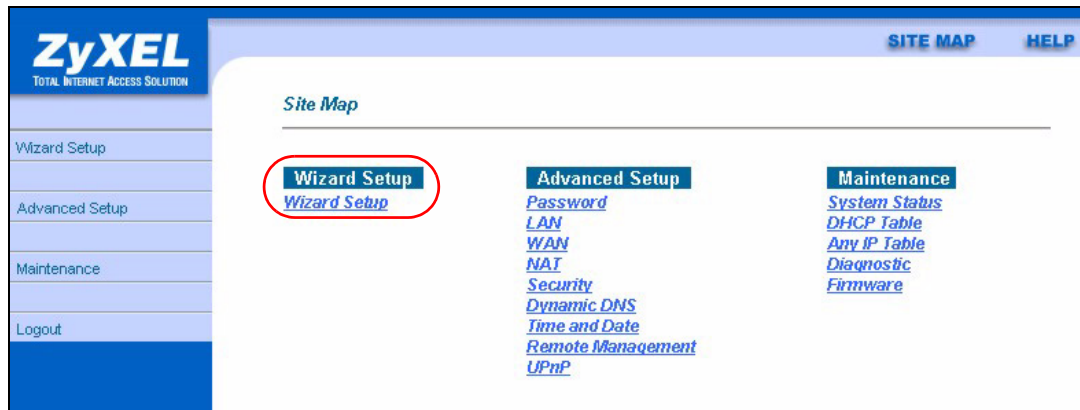 ZyXEL
TOTAL INTERNET ACCESS SOLUTION
SITE MAP
HELP
Wizard Setup
Advanced Setup
Maintenance
Logout
Site Map
Wizard Setup
Wizard Setup
Advanced Setup
Password
LAN
WAN
NAT
Security
Dynamic DNS
Time and Date
Remote Management
UPnP
Maintenance
System Status
DHCP Table
Any IP Table
Diagnostic
Firmware